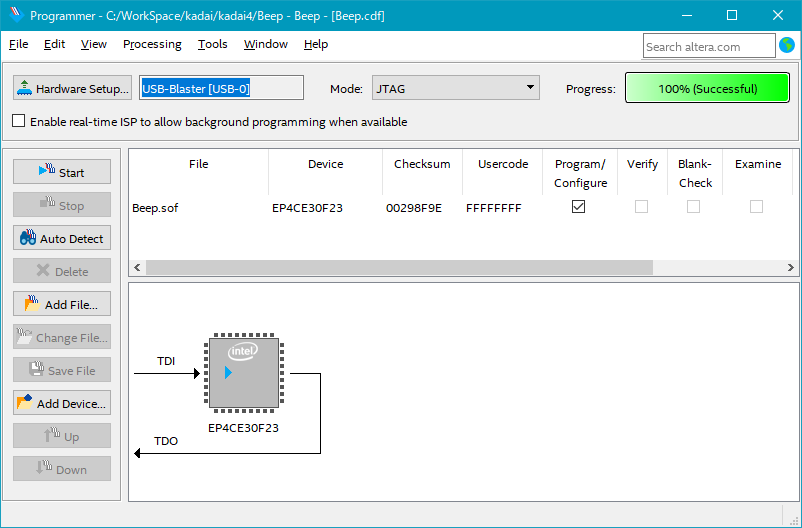 Programmer - C:/WorkSpace/kadai/kadai4/Beep - Beep - [Beep.cdf]
File Edit View Processing Tools Window Help
Search altera.com
Hardware Setup... USB-Blaster [USB-0] Mode: JTAG Progress: 100% (Successful)
Enable real-time ISP to allow background programming when available
Start
Stop
Auto Detect
Delete
Add File...
Change File...
Save File
Add Device...
Up
Down
File Device Checksum Usercode Program/ Verify Blank- Examine
Configure Check
Beep.sof EP4CE30F23 00298F9E FFFFFFFF
TDI
intel
EP4CE30F23
TDO